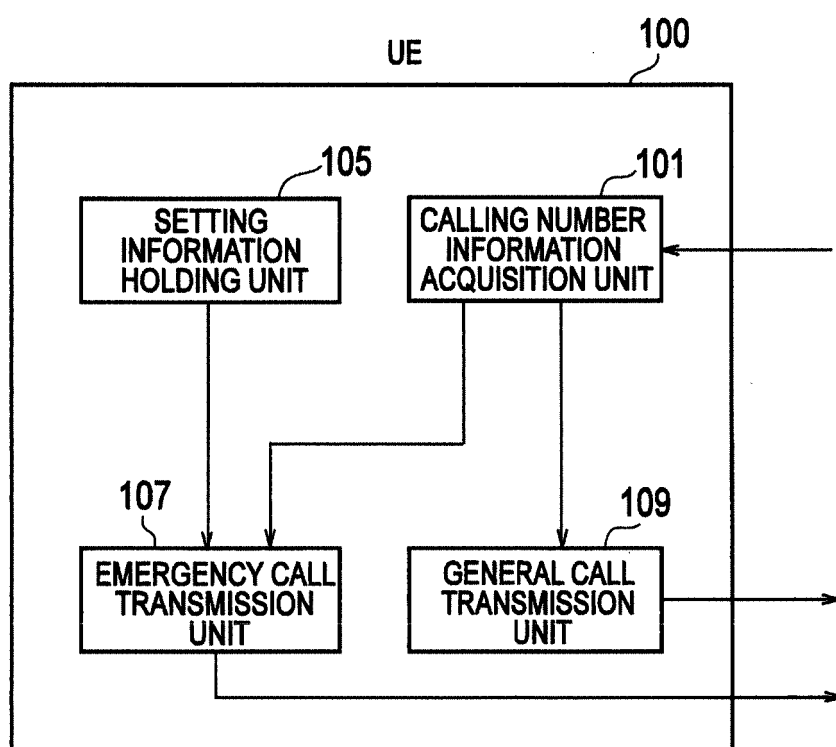 UE
100
105
101
SETTING
INFORMATION
HOLDING UNIT
CALLING NUMBER
INFORMATION
ACQUISITION UNIT
107
109
EMERGENCY CALL
TRANSMISSION
UNIT
GENERAL CALL
TRANSMISSION
UNIT